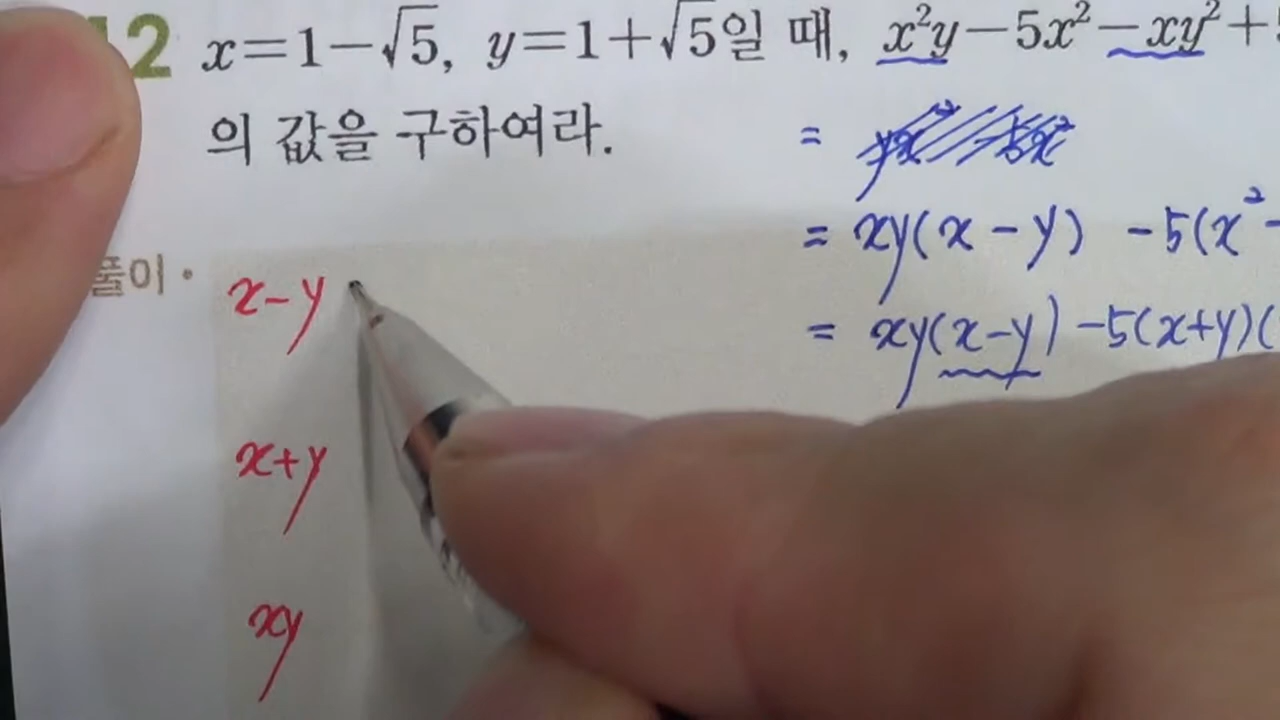 12 x=1−√5, y=1+√5일 때, x²y−5x²−xy²+5
의 값을 구하여라.
=
= xy(x−y) −5(x²−
풀이 • x−y
= xy(x−y)−5(x+y)(
x+y
xy